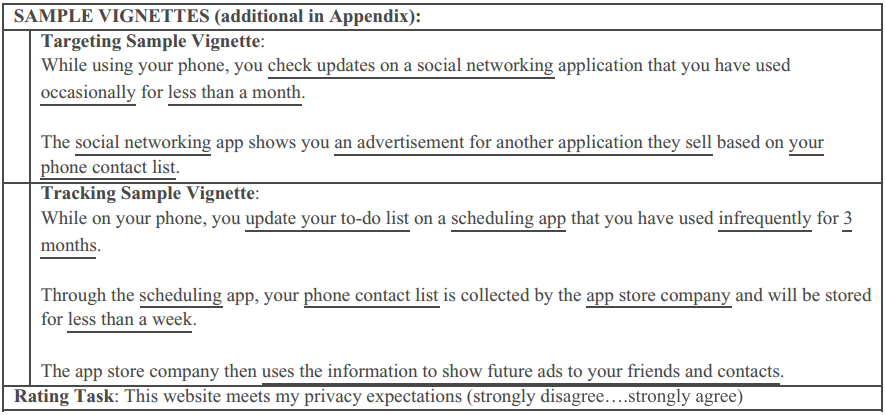 SAMPLE VIGNETTES (additional in Appendix):
Targeting Sample Vignette:
While using your phone, you check updates on a social networking application that you have used
occasionally for less than a month.
The social networking app shows you an advertisement for another application they sell based on your
phone contact list.
Tracking Sample Vignette:
While on your phone, you update your to-do list on a scheduling app that you have used infrequently for 3
months.
Through the scheduling app, your phone contact list is collected by the app store company and will be stored
for less than a week.
The app store company then uses the information to show future ads to your friends and contacts.
Rating Task: This website meets my privacy expectations (strongly disagree….strongly agree)